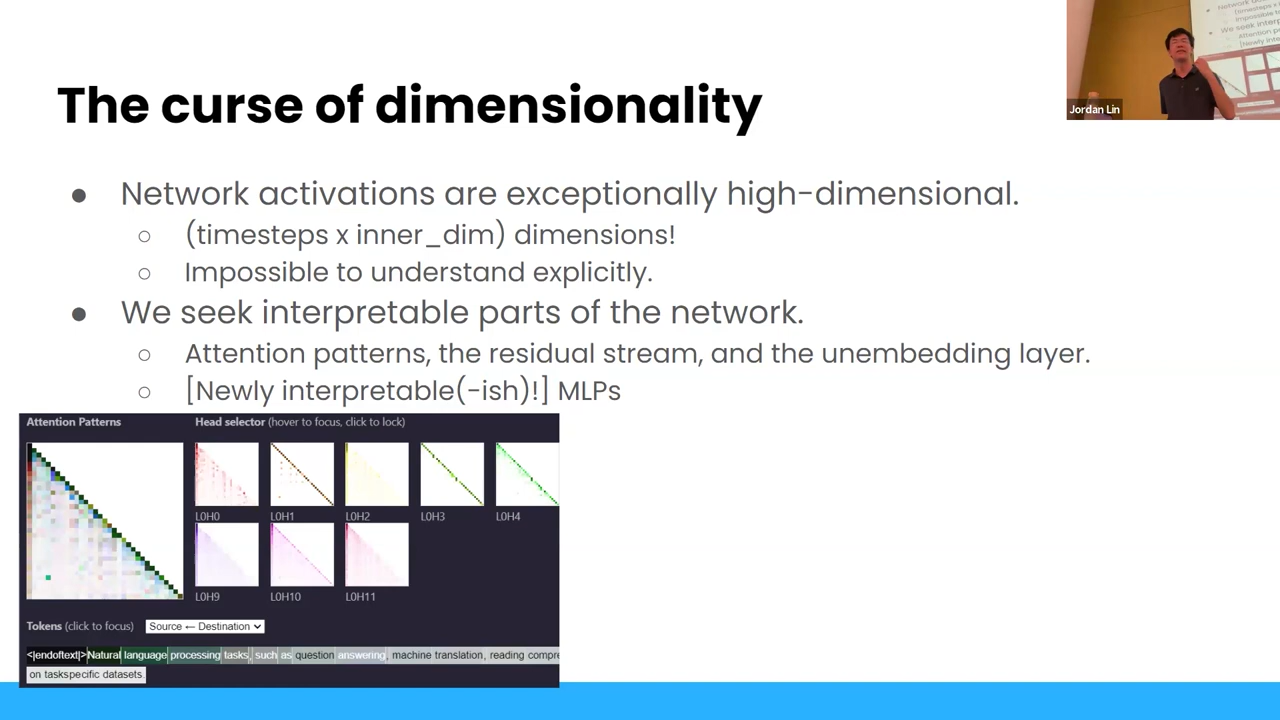 The curse of dimensionality
Network activations are exceptionally high-dimensional.
(timesteps x inner_dim) dimensions!
Impossible to understand explicitly.
We seek interpretable parts of the network.
Attention patterns, the residual stream, and the unembedding layer.
[Newly interpretable(-ish)!] MLPs
Jordan Lin
Attention Patterns
Head selector (hover to focus, click to lock)
L0H0 L0H1 L0H2 L0H3 L0H4
L0H9 L0H10 L0H11
Tokens (click to focus) Source ← Destination
<|endoftext|>Natural language processing tasks, such as question answering, machine translation, reading compre
on taskspecific datasets.